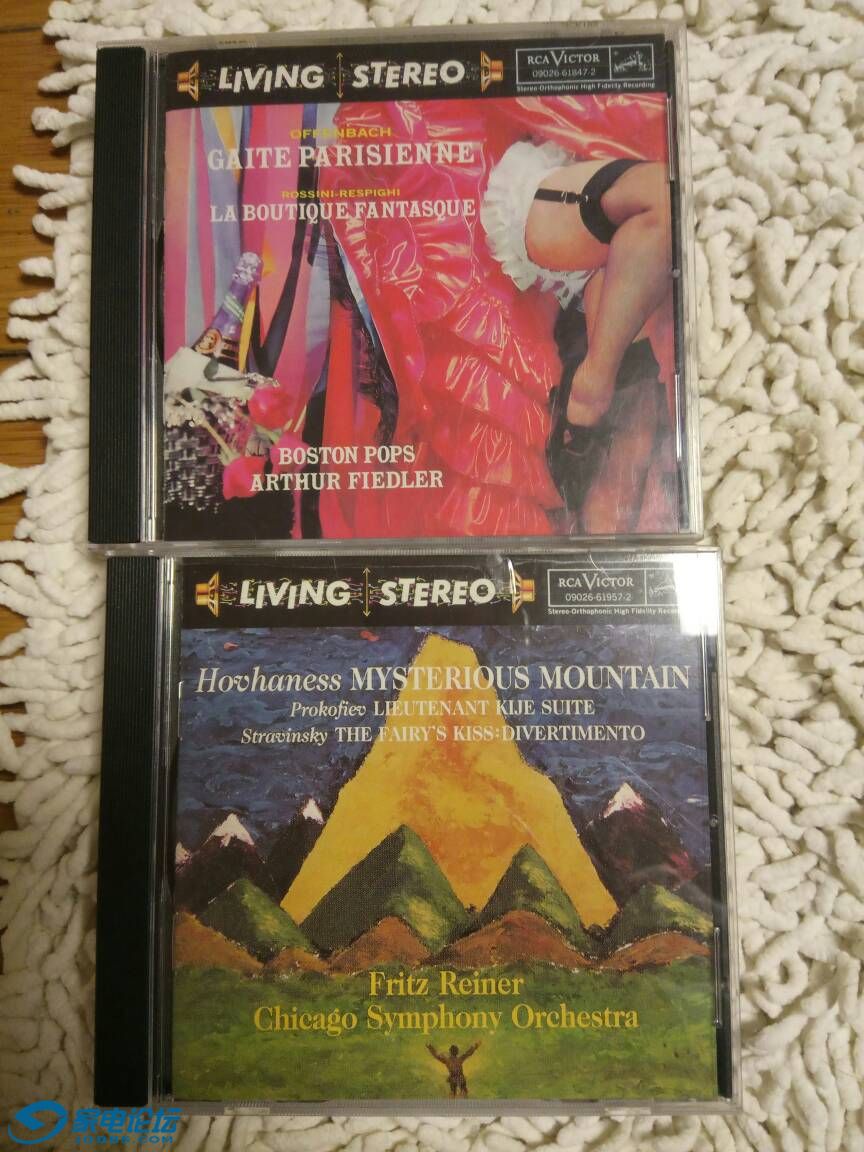 LIVING STEREO
RCA VICTOR
09026-61847-2
Stereo-Orthophonic High Fidelity Recording
OFFENBACH
GAITE PARISIENNE
ROSSINI-RESPIGHI
LA BOUTIQUE FANTASQUE
BOSTON POPS
ARTHUR FIEDLER
LIVING STEREO
RCA VICTOR
09026-61957-2
Stereo-Orthophonic High Fidelity Recor
Hovhaness MYSTERIOUS MOUNTAIN
Prokofiev LIEUTENANT KIJE SUITE
Stravinsky THE FAIRY'S KISS: DIVERTIMENTO
Fritz Reiner
Chicago Symphony Orchestra
家电论坛